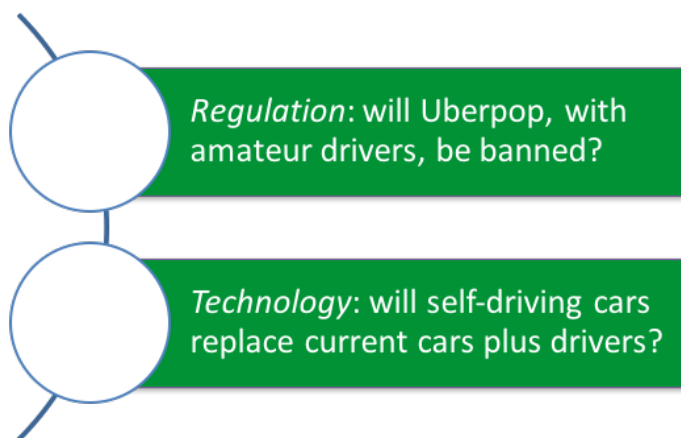 Regulation: will Uberpop, with
amateur drivers, be banned?
Technology: will self-driving cars
replace current cars plus drivers?